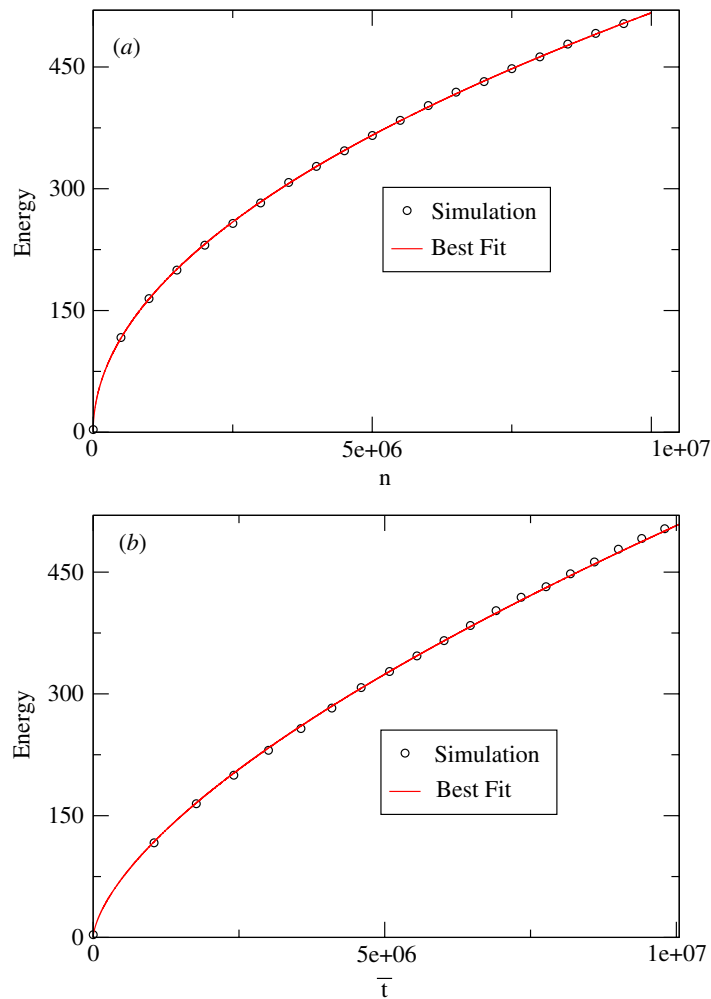 (a)
450
300
150
0
Energy
Simulation
Best Fit
0
5e+06
1e+07
n
(b)
450
300
150
0
Energy
Simulation
Best Fit
0
5e+06
1e+07
t̅